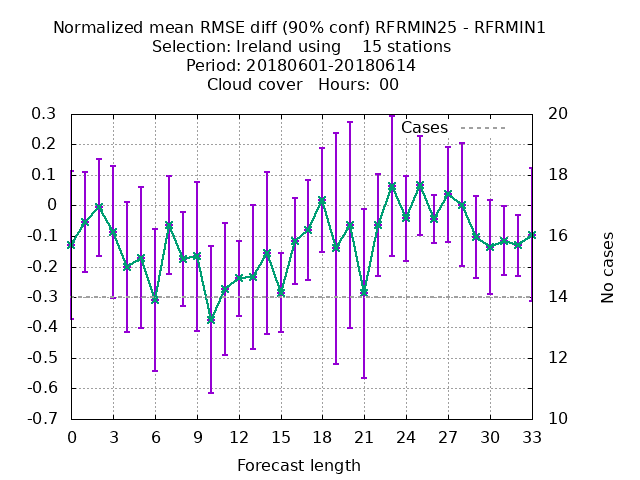 Normalized mean RMSE diff (90% conf) RFRMIN25 - RFRMIN1
Selection: Ireland using    15 stations
Period: 20180601-20180614
Cloud cover   Hours:  00
Cases
0.3
0.2
0.1
0
-0.1
-0.2
-0.3
-0.4
-0.5
-0.6
-0.7
20
18
16
14
12
10
No cases
0 3 6 9 12 15 18 21 24 27 30 33
Forecast length